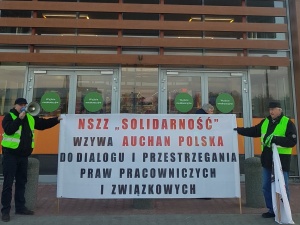 NSZZ „SOLIDARNOŚĆ"
WZYWA AUCHAN POLSKA
DO DIALOGU I PRZESTRZEGANIA
PRAW PRACOWNICZYCH
I ZWIĄZKOWYCH